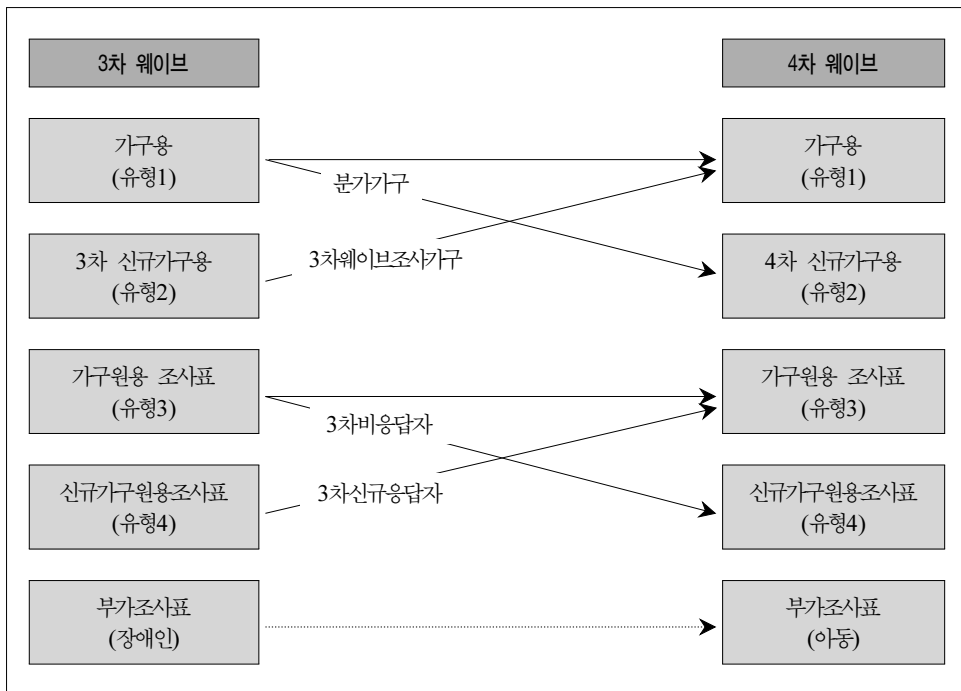 3차 웨이브
4차 웨이브
가구용
(유형1)
가구용
(유형1)
분가가구
3차 신규가구용
(유형2)
3차웨이브조사가구
4차 신규가구용
(유형2)
가구원용 조사표
(유형3)
가구원용 조사표
(유형3)
3차비응답자
신규가구원용조사표
(유형4)
3차신규응답자
신규가구원용조사표
(유형4)
부가조사표
(장애인)
부가조사표
(아동)